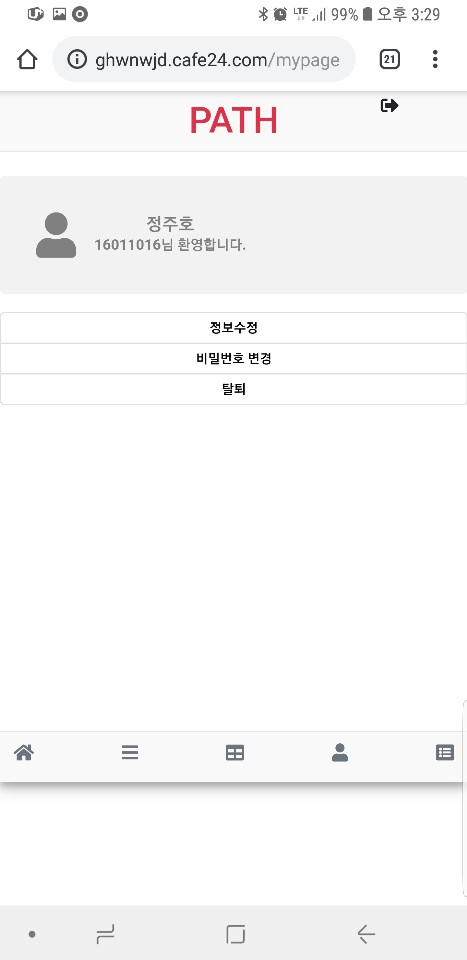 LTE 99% 오후 3:29
ghwnwjd.cafe24.com/mypage
21
PATH
정주호
16011016님 환영합니다.
정보수정
비밀번호 변경
탈퇴